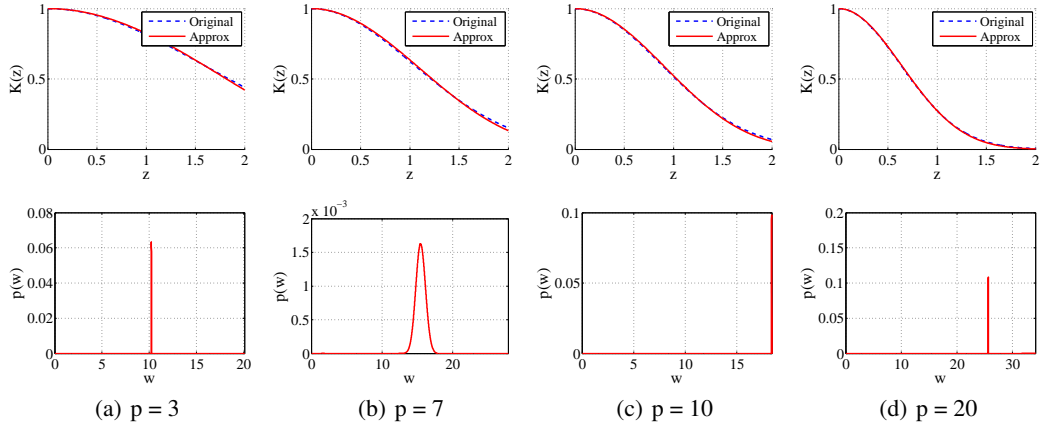 1
0.5
0
K(z)
0
0.5
1
1.5
2
z
Original
Approx
1
0.5
0
K(z)
0
0.5
1
1.5
2
z
Original
Approx
1
0.5
0
K(z)
0
0.5
1
1.5
2
z
Original
Approx
1
0.5
0
K(z)
0
0.5
1
1.5
2
z
Original
Approx
0.08
0.06
0.04
0.02
0
p(w)
0
5
10
15
20
w
x 10⁻³
2
1.5
1
0.5
0
p(w)
0
10
20
w
0.1
0.05
0
p(w)
0
5
10
15
w
0.2
0.15
0.1
0.05
0
p(w)
0
10
20
30
w
(a) p = 3
(b) p = 7
(c) p = 10
(d) p = 20